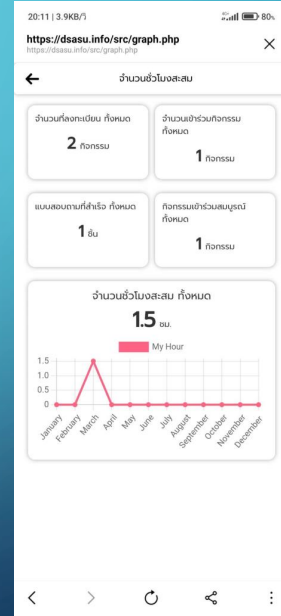 20:11 | 3.9KB/วิ
80%
https://dsasu.info/src/graph.php
https://dsasu.info/src/graph.php
จำนวนชั่วโมงสะสม
จำนวนที่ลงทะเบียน ทั้งหมด
2 กิจกรรม
จำนวนเข้าร่วมกิจกรรม
ทั้งหมด
1 กิจกรรม
แบบสอบถามที่สำเร็จ ทั้งหมด
1 ชิ้น
กิจกรรมเข้าร่วมสมบูรณ์
ทั้งหมด
1 กิจกรรม
จำนวนชั่วโมงสะสม ทั้งหมด
1.5 ชม.
My Hour
1.5
1.0
0.5
0
January
February
March
April
May
June
July
August
September
October
November
December